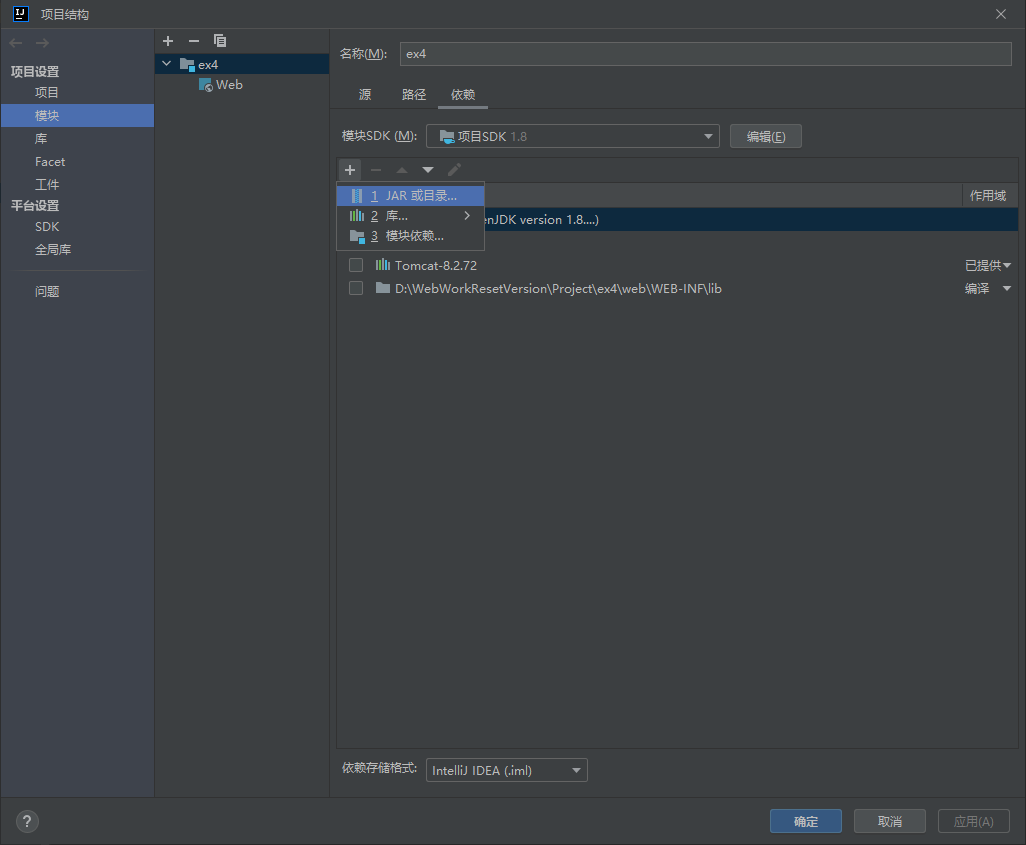 项目结构
项目设置
项目
模块
库
Facet
工件
平台设置
SDK
全局库
问题
ex4
Web
名称(M):
ex4
源 路径 依赖
模块SDK (M):
项目SDK 1.8
编辑(E)
作用域
1 JAR 或目录...
2 库...
3 模块依赖...
enJDK version 1.8....)
Tomcat-8.2.72 已提供
D:\WebWorkResetVersion\Project\ex4\web\WEB-INF\lib 编译
依赖存储格式:
IntelliJ IDEA (.iml)
?
确定 取消 应用(A)